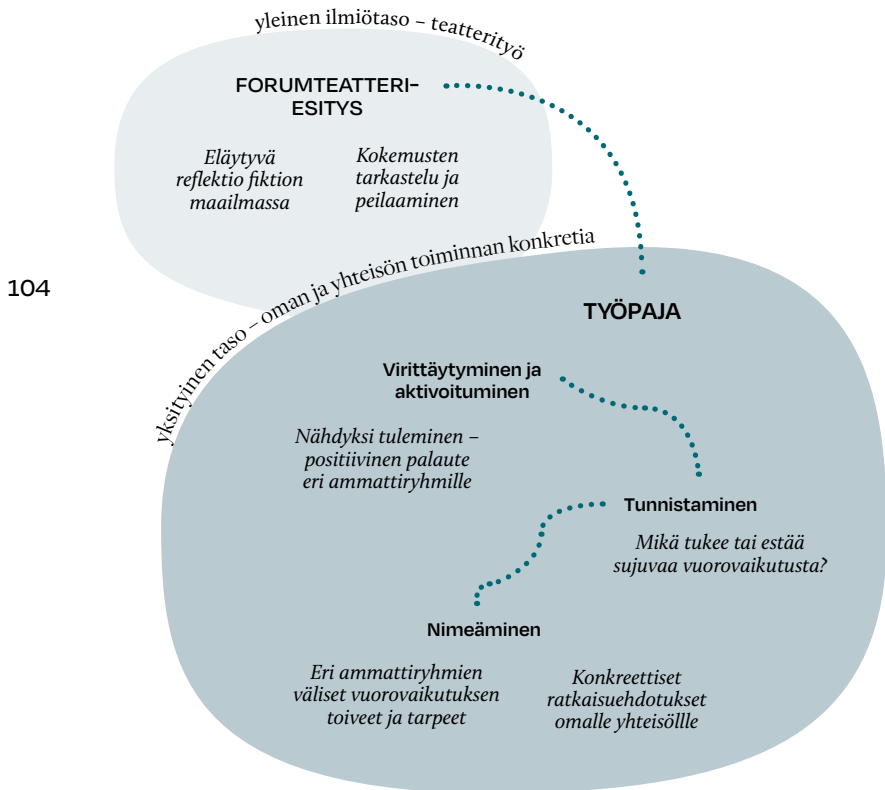 yleinen ilmiötaso – teatterityö
FORUMTEATTERI-
ESITYS
Eläytyvä
reflektio fiktion
maailmassa
Kokemusten
tarkastelu ja
peilaaminen
104
yksityinen taso – oman ja yhteisön toiminnan konkretia
TYÖPAJA
Virittäytyminen ja
aktivoituminen
Nähdyksi tuleminen –
positiivinen palaute
eri ammattiryhmille
Tunnistaminen
Mikä tukee tai estää
sujuvaa vuorovaikutusta?
Nimeäminen
Eri ammattiryhmien
väliset vuorovaikutuksen
toiveet ja tarpeet
Konkreettiset
ratkaisuehdotukset
omalle yhteisöllle